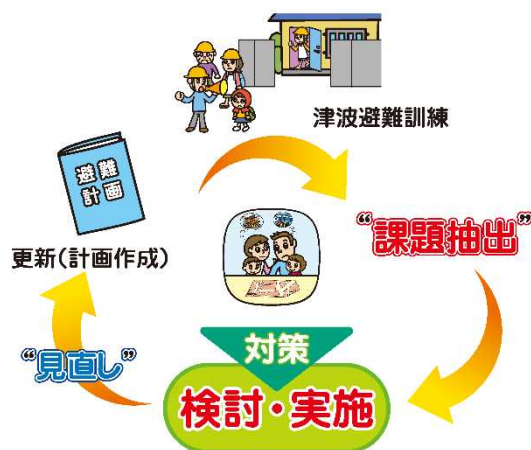 津波避難訓練
避難
計画
更新(計画作成)
“課題抽出”
“見直し”
対策
検討・実施